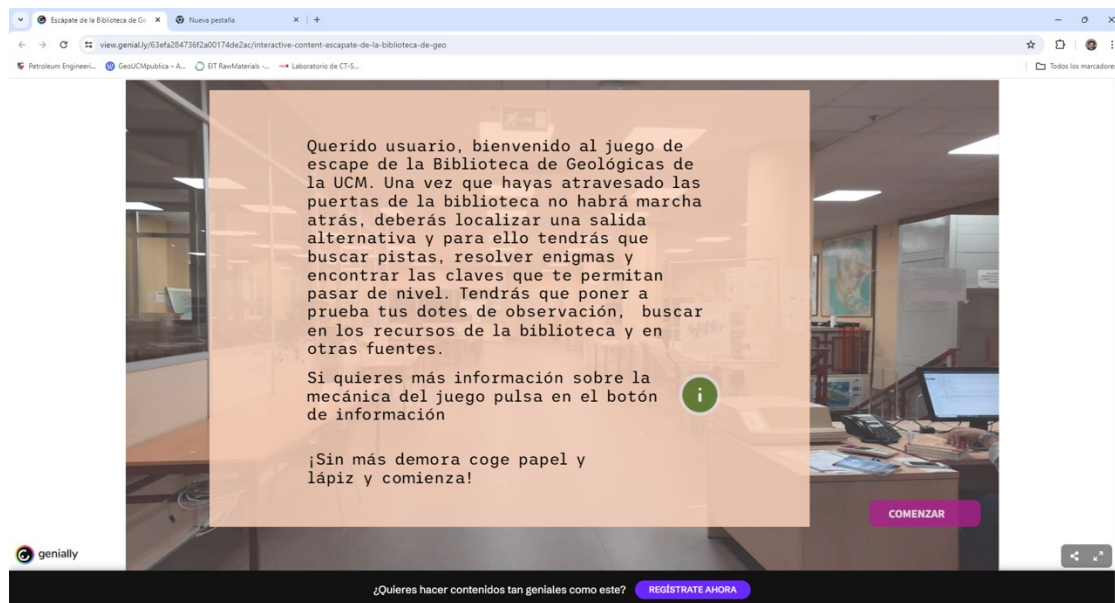 Escápate de la Biblioteca de Ge
Nueva pestaña
view.genial.ly/63efa284736f2a00174de2ac/interactive-content-escapate-de-la-biblioteca-de-geo
Petroleum Engineeri...
GeoUCMpublica – A...
EIT RawMaterials -...
Laboratorio de CT-S...
Todos los marcadores
Querido usuario, bienvenido al juego de
escape de la Biblioteca de Geológicas de
la UCM. Una vez que hayas atravesado las
puertas de la biblioteca no habrá marcha
atrás, deberás localizar una salida
alternativa y para ello tendrás que
buscar pistas, resolver enigmas y
encontrar las claves que te permitan
pasar de nivel. Tendrás que poner a
prueba tus dotes de observación, buscar
en los recursos de la biblioteca y en
otras fuentes.
Si quieres más información sobre la
mecánica del juego pulsa en el botón
de información
i
¡Sin más demora coge papel y
lápiz y comienza!
COMENZAR
genially
¿Quieres hacer contenidos tan geniales como este?
REGÍSTRATE AHORA